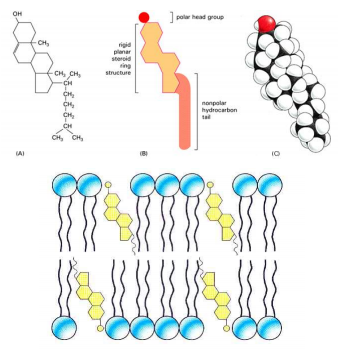 OH
CH3
CH3 CH3
CH
CH2
CH2
CH2
CH
CH3 CH3
(A)
polar head group
rigid
planar
steroid
ring
structure
nonpolar
hydrocarbon
tail
(B)
(C)